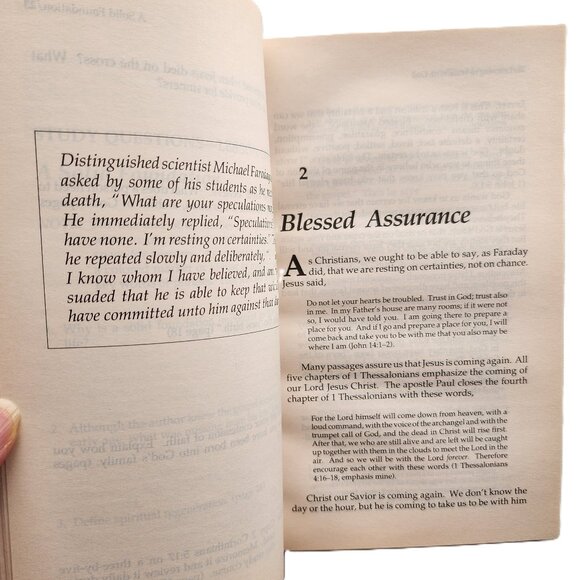 A Solid Foundation/23
Distinguished scientist Michael Faraday
asked by some of his students as he
death, "What are your speculations
He immediately replied, "Speculations
have none. I'm resting on certainties."
he repeated slowly and deliberately, "
I know whom I have believed, and am
suaded that he is able to keep that
have committed unto him against that
2
Blessed Assurance
As Christians, we ought to be able to say, as Faraday
did, that we are resting on certainties, not on chance.
Jesus said,
Do not let your hearts be troubled. Trust in God; trust also
in me. In my Father's house are many rooms; if it were not
so, I would have told you. I am going there to prepare a
place for you. And if I go and prepare a place for you, I will
come back and take you to be with me that you also may be
where I am (John 14:1–2).
Many passages assure us that Jesus is coming again. All
five chapters of 1 Thessalonians emphasize the coming of
our Lord Jesus Christ. The apostle Paul closes the fourth
chapter of 1 Thessalonians with these words,
For the Lord himself will come down from heaven, with a
loud command, with the voice of the archangel and with the
trumpet call of God, and the dead in Christ will rise first.
After that, we who are still alive and are left will be caught
up together with them in the clouds to meet the Lord in the
air. And so we will be with the Lord forever. Therefore
encourage each other with these words (1 Thessalonians
4:16–18, emphasis mine).
Christ our Savior is coming again. We don't know the
day or the hour, but he is coming to take us to be with him